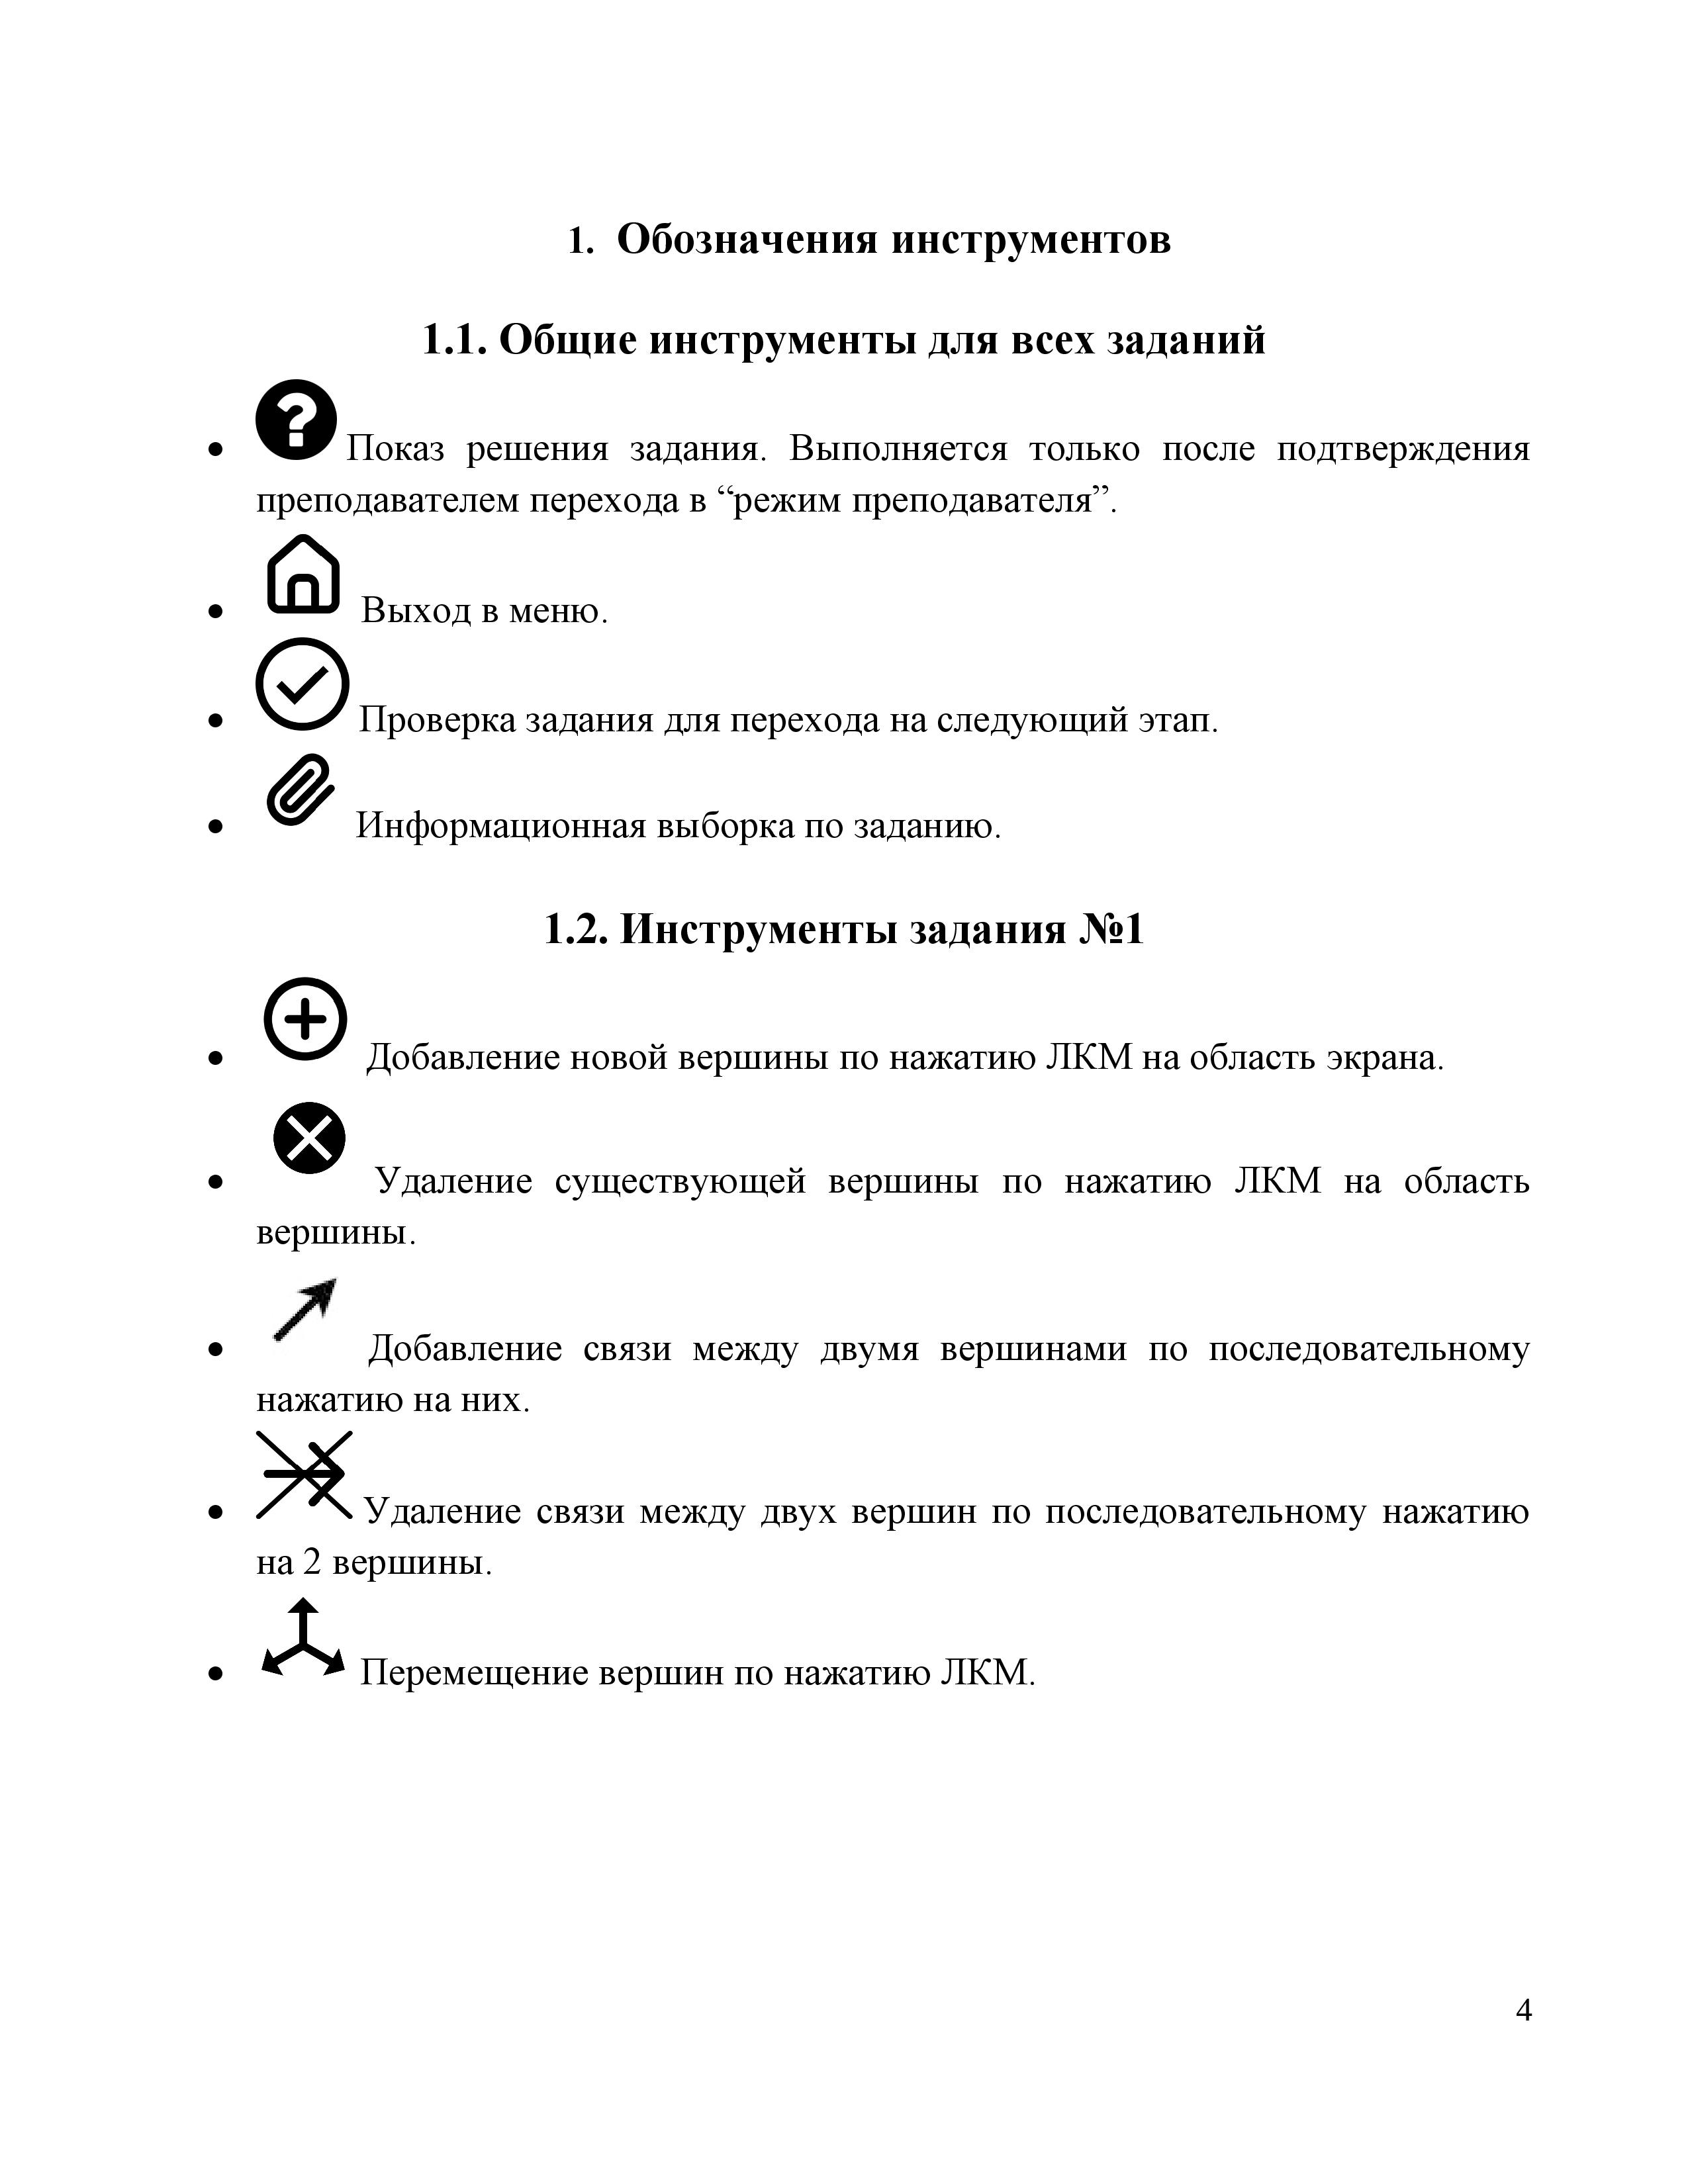 1. Обозначения инструментов
1.1. Общие инструменты для всех заданий
• Показ решения задания. Выполняется только после подтверждения
преподавателем перехода в “режим преподавателя”.
• Выход в меню.
• Проверка задания для перехода на следующий этап.
• Информационная выборка по заданию.
1.2. Инструменты задания №1
• Добавление новой вершины по нажатию ЛКМ на область экрана.
• Удаление существующей вершины по нажатию ЛКМ на область
вершины.
• Добавление связи между двумя вершинами по последовательному
нажатию на них.
• Удаление связи между двух вершин по последовательному нажатию
на 2 вершины.
• Перемещение вершин по нажатию ЛКМ.
4